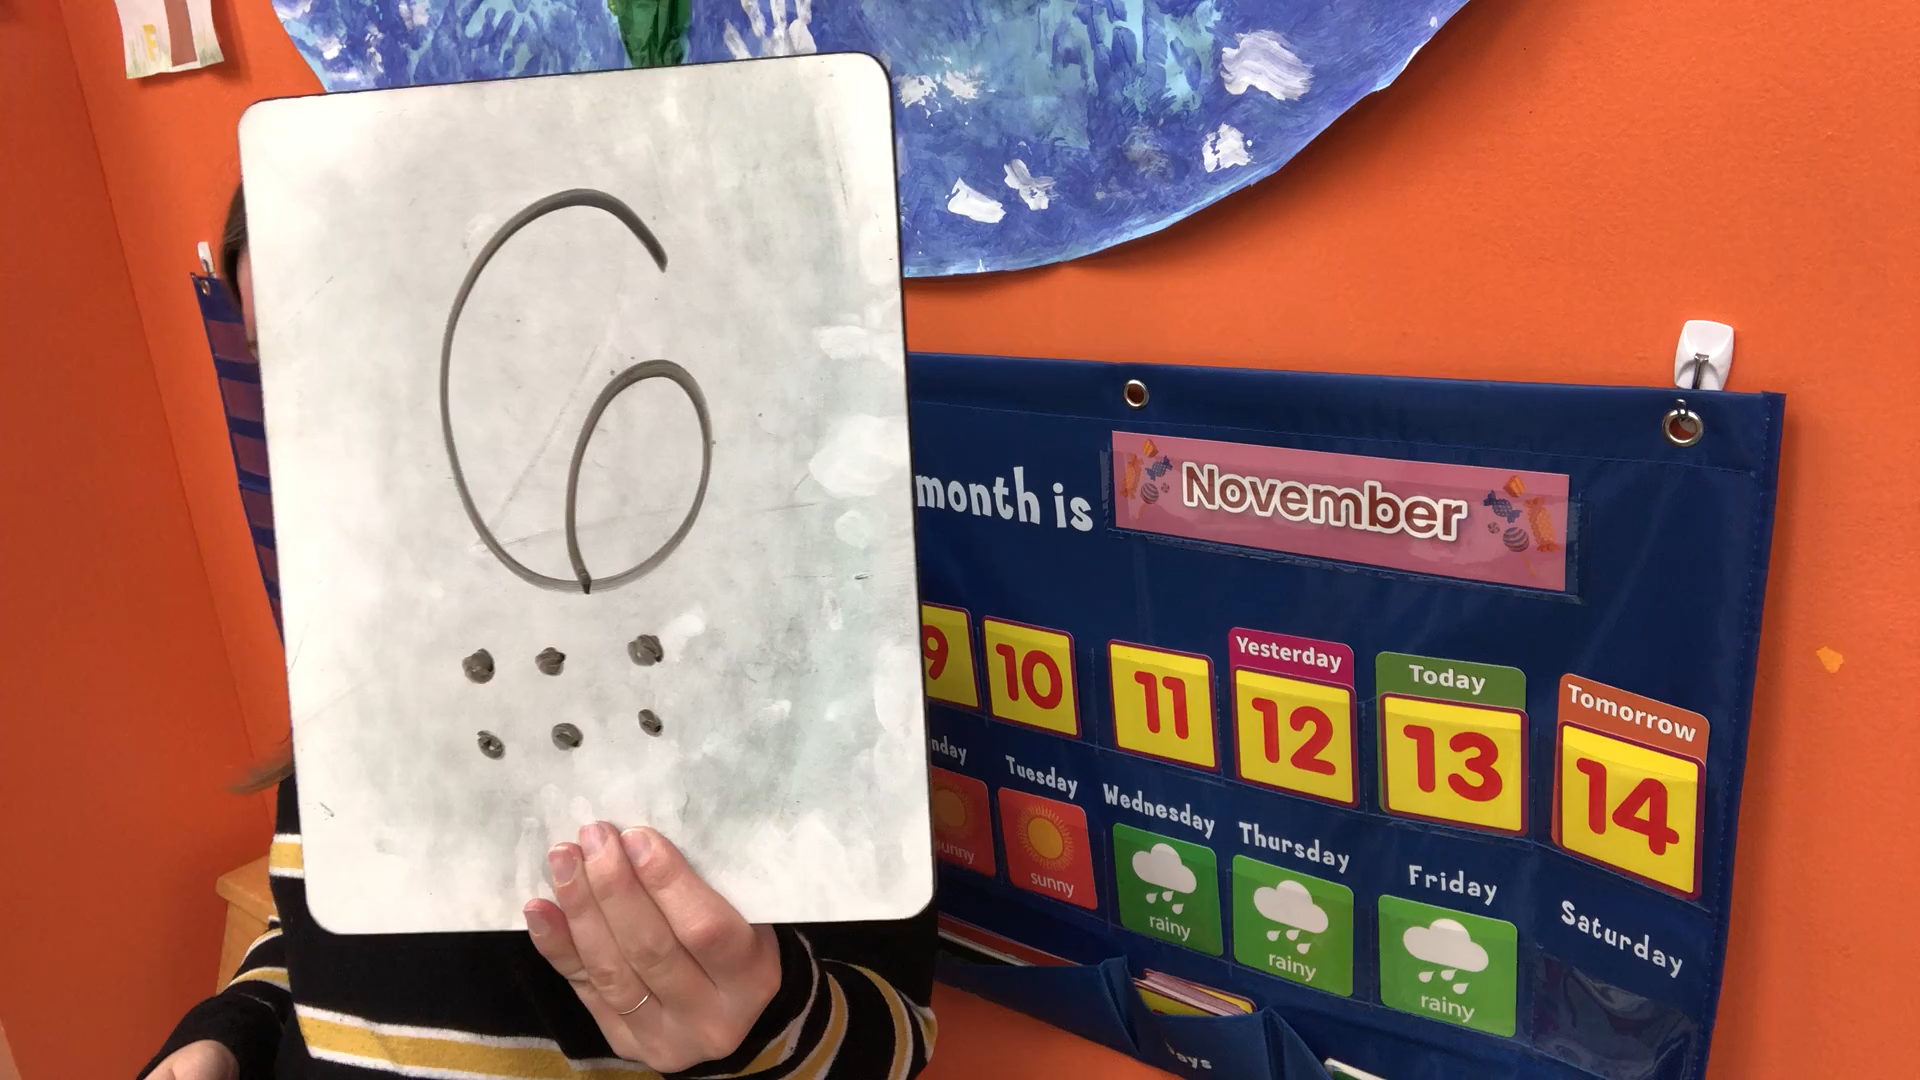 6
month is
November
9
10
11
Yesterday
12
Today
13
Tomorrow
14
Tuesday
Wednesday
Thursday
Friday
Saturday
sunny
rainy
rainy
rainy